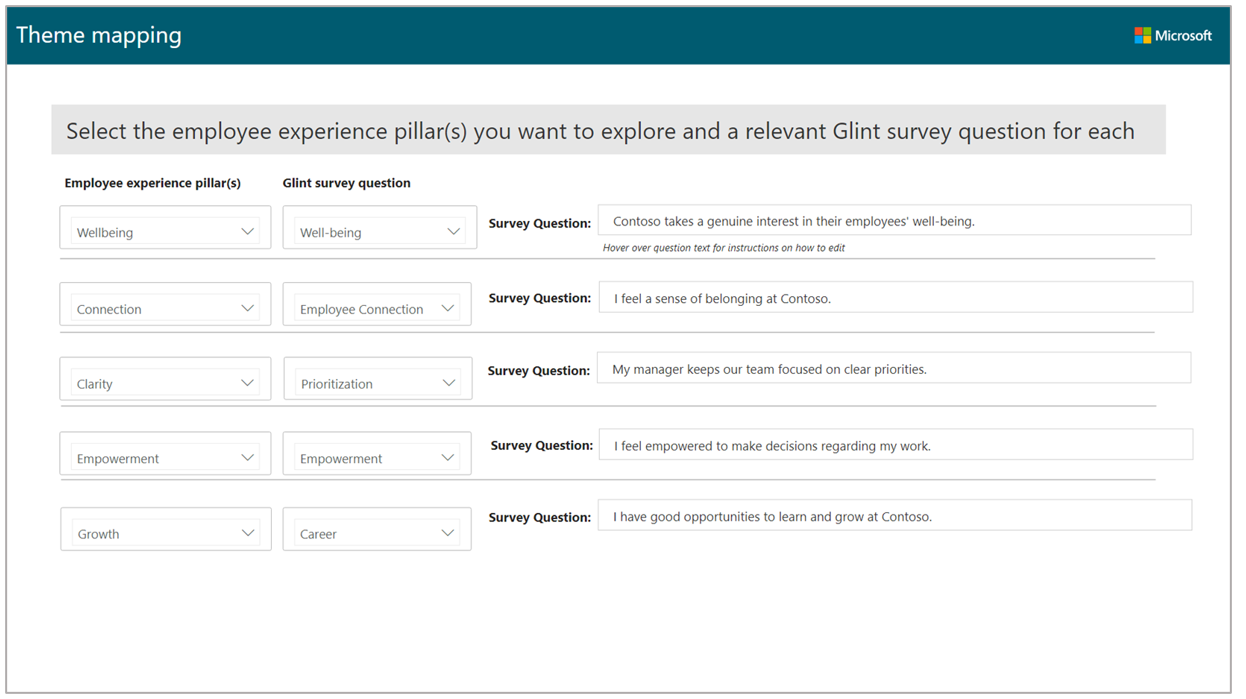 Theme mapping
Microsoft
Select the employee experience pillar(s) you want to explore and a relevant Glint survey question for each
Employee experience pillar(s) Glint survey question
Wellbeing Well-being Survey Question: Contoso takes a genuine interest in their employees' well-being.
Hover over question text for instructions on how to edit
Connection Employee Connection Survey Question: I feel a sense of belonging at Contoso.
Clarity Prioritization Survey Question: My manager keeps our team focused on clear priorities.
Empowerment Empowerment Survey Question: I feel empowered to make decisions regarding my work.
Growth Career Survey Question: I have good opportunities to learn and grow at Contoso.